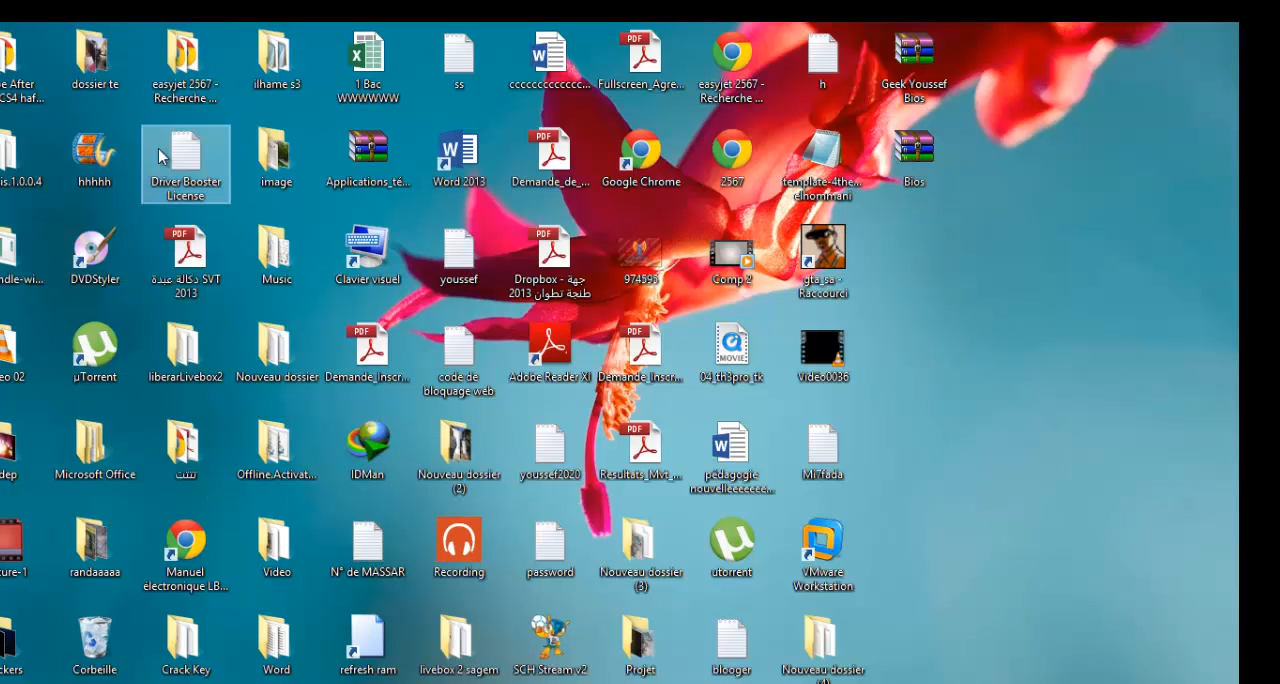 e After
dossier te
easyjet 2567 -
ilhame s3
1 Bac
ss
cccccccccccc...
Fullscreen_Agre...
easyjet 2567 -
h
Geek Youssef
CS4 haf...
Recherche ...
WWWWWW
Recherche ...
Bios
is.1.0.0.4
hhhhh
Driver Booster
image
Applications_té...
Word 2013
Demande_de_...
Google Chrome
2567
template-4the...
Bios
License
elhommani
ndle-wi...
DVDStyler
SVT دكالة عبدة
Music
Clavier visuel
youssef
Dropbox - جهة
974595
Comp 2
gta_sa -
2013
طنجة تطوان 2013
Raccourci
eo 02
µTorrent
liberarLivebox2
Nouveau dossier
Demande_Inscr...
code de
Adobe Reader XI
Demande_Inscr...
04_th3pro_tk
Video0036
bloquage web
dep
Microsoft Office
Offline.Activat...
IDMan
Nouveau dossier
youssef2020
Resultats_Mvt_...
pédagogie
Mi7fada
(2)
nouvelleeeeeee...
ure-1
randaaaaa
Manuel
Video
N° de MASSAR
Recording
password
Nouveau dossier
utorrent
VMware
électronique LB...
(3)
Workstation
ckers
Corbeille
Crack Key
Word
refresh ram
livebox 2 sagem
SCH Stream v2
Projet
blooger
Nouveau dossier